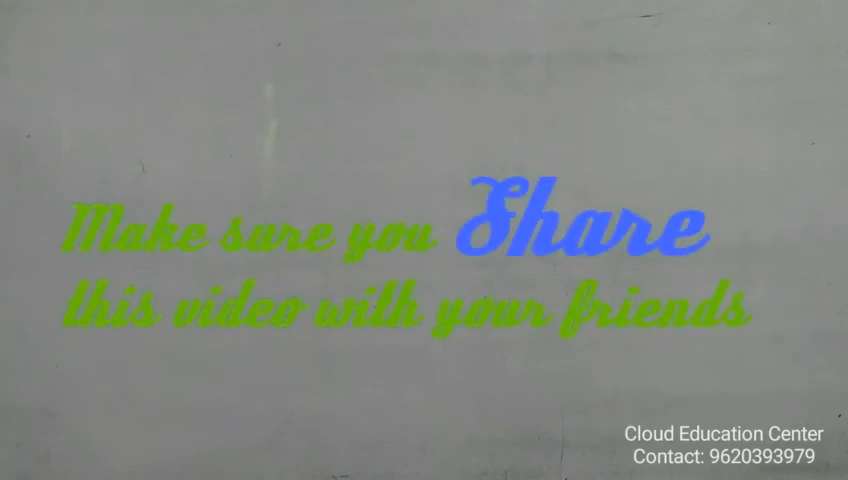 Make sure you Share
this video with your friends
Cloud Education Center
Contact: 9620393979